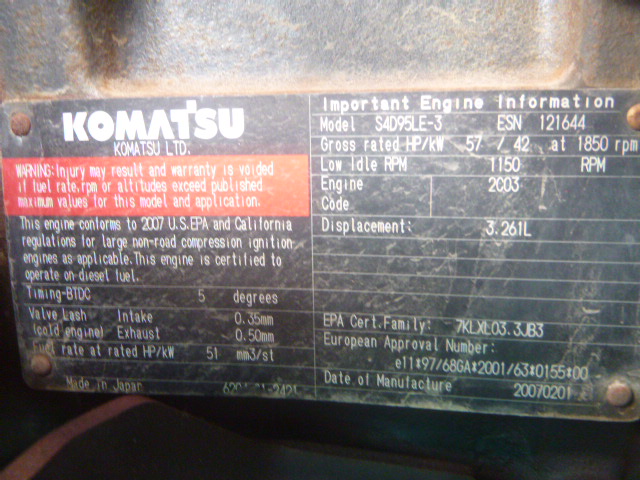 KOMATSU
KOMATSU LTD.
WARNING: Injury may result and warranty is voided
if fuel rate.rpm or altitudes exceed published
maximum values for this model and application.
This engine conforms to 2007 U.S.EPA and California
regulations for large non-road compression ignition
engines as applicable.This engine is certified to
operate on diesel fuel.
Timing-BTDC 5 degrees
Valve Lash Intake 0.35mm
(cold engine) Exhaust 0.50mm
Fuel rate at rated HP/kW 51 mm3/st
Made in Japan
Important Engine Information
Model S4D95LE-3 ESN 121644
Gross rated HP/kW 57 / 42 at 1850 rpm
Low Idle RPM 1150 RPM
Engine 2C03
Code
Displacement: 3.261L
EPA Cert.Family: 7KLXL03.3JB3
European Approval Number:
e11*97/68GA*2001/63*0155*00
Date of Manufacture 20070201